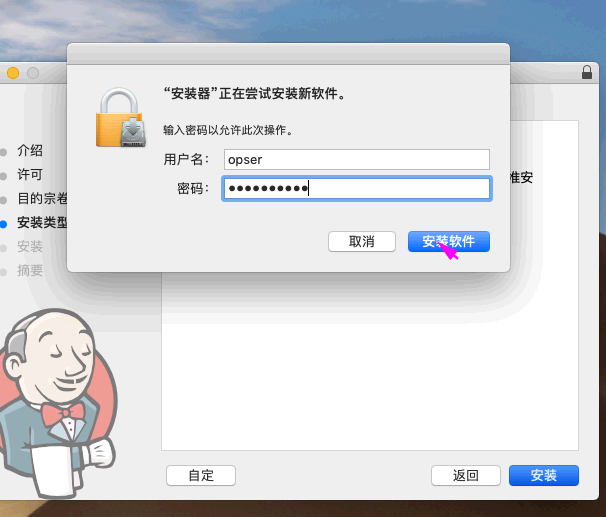 “安装器”正在尝试安装新软件。
输入密码以允许此次操作。
用户名：
opser
密码：
取消
安装软件
介绍
许可
目的宗卷
安装类型
安装
摘要
准安
自定
返回
安装